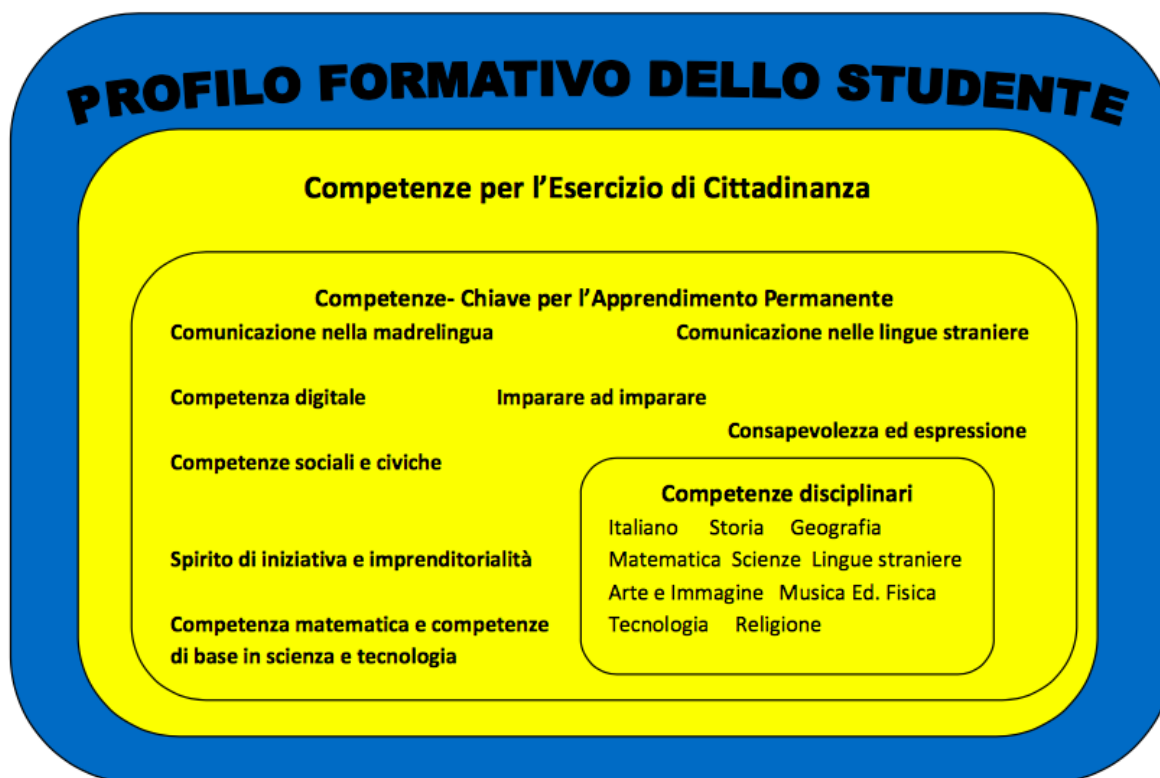 PROFILO FORMATIVO DELLO STUDENTE
Competenze per l’Esercizio di Cittadinanza
Competenze- Chiave per l’Apprendimento Permanente
Comunicazione nella madrelingua Comunicazione nelle lingue straniere
Competenza digitale Imparare ad imparare
Consapevolezza ed espressione
Competenze sociali e civiche
Competenze disciplinari
Italiano Storia Geografia
Spirito di iniziativa e imprenditorialità
Matematica Scienze Lingue straniere
Arte e Immagine Musica Ed. Fisica
Competenza matematica e competenze
di base in scienza e tecnologia
Tecnologia Religione